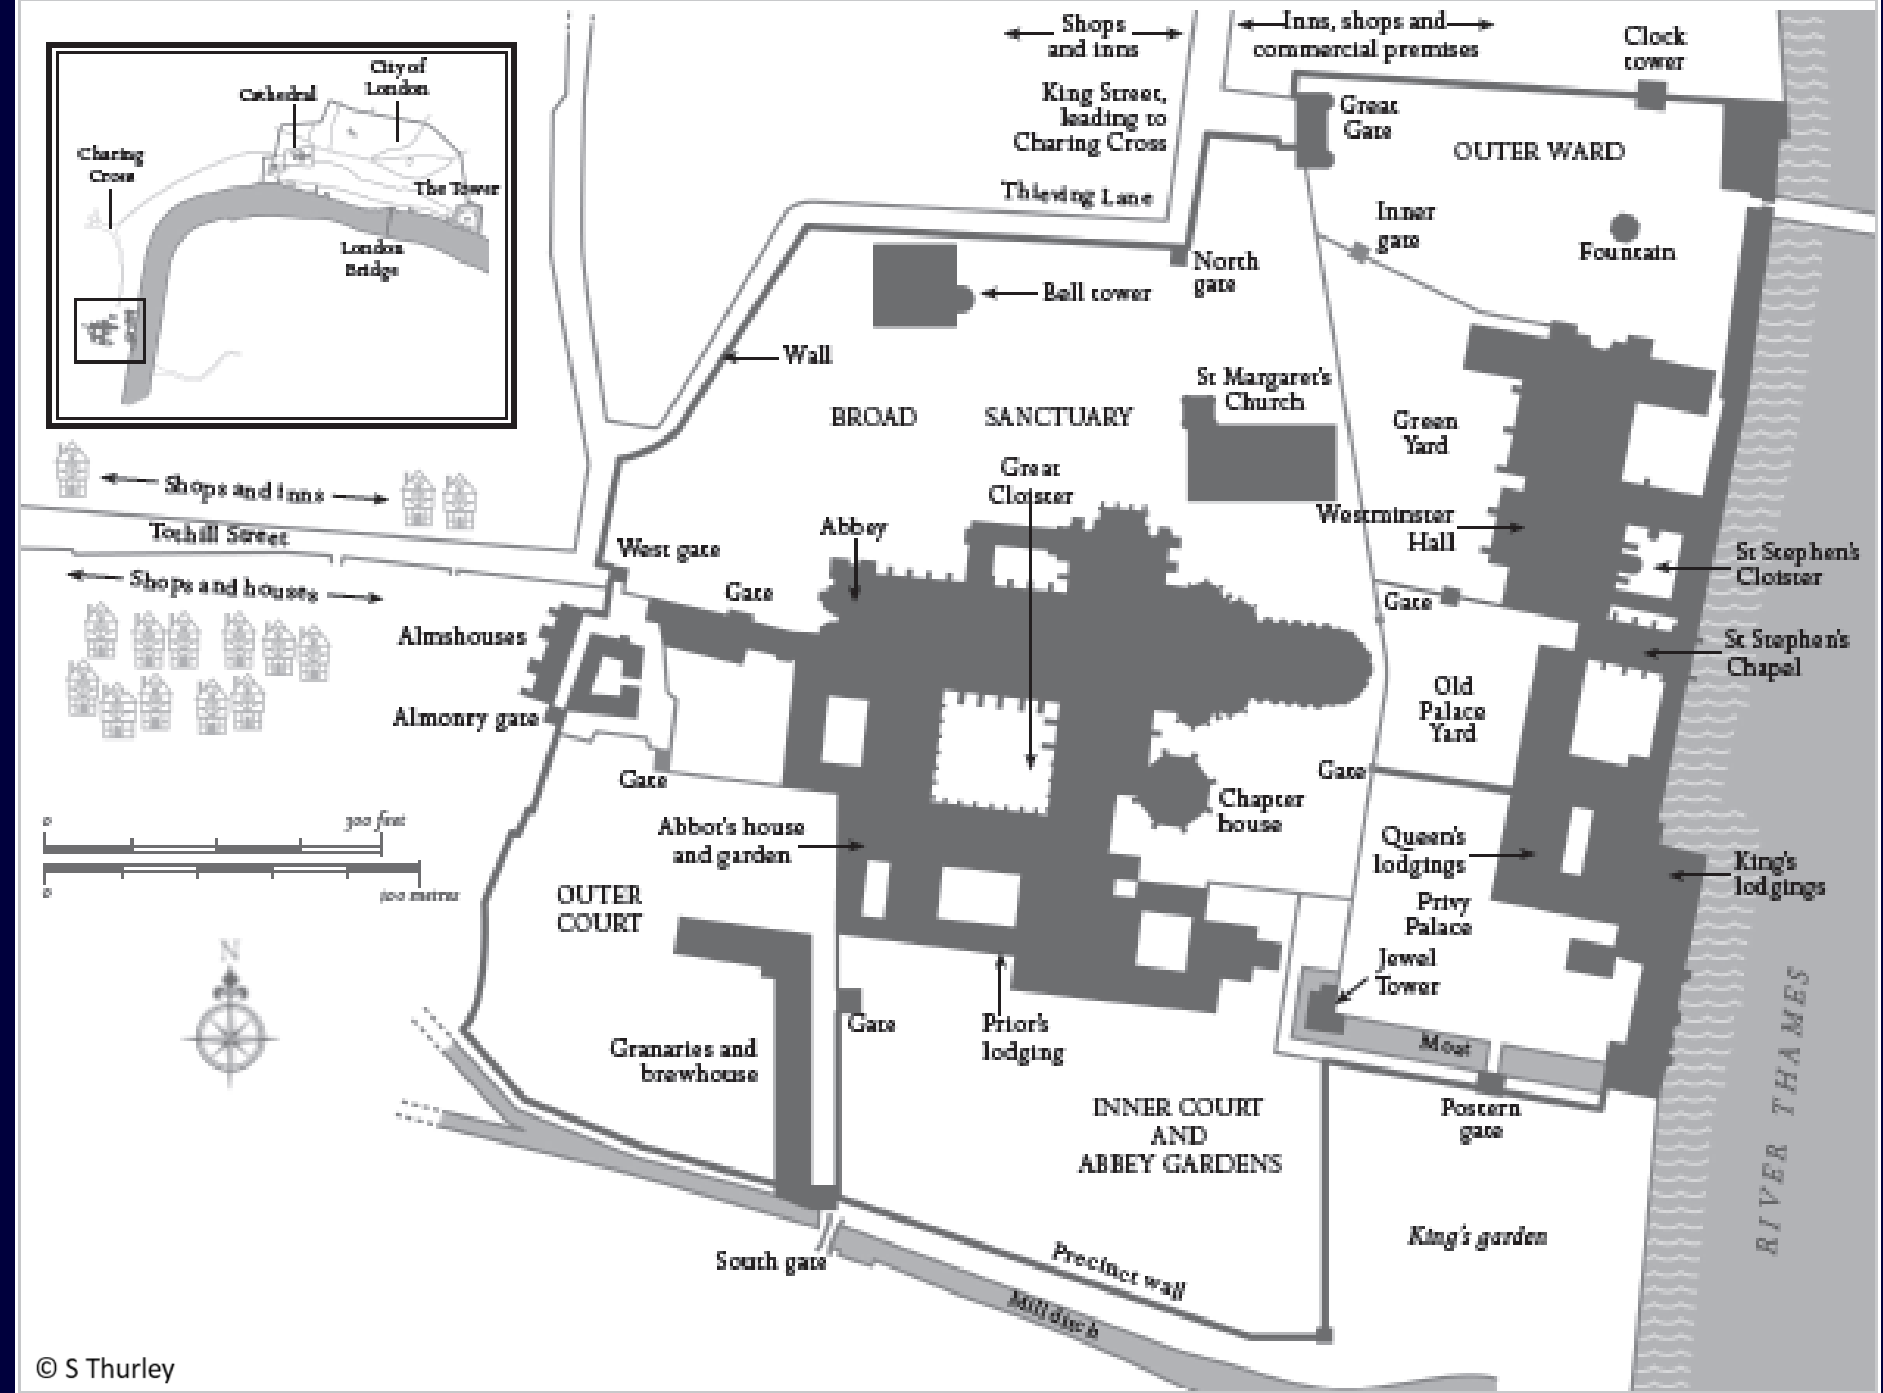 Shops
and inns
Inns, shops and
commercial premises
Clock
tower
City of
London
Cathedral
Charing
Cross
The Tower
London
Bridge
King Street,
leading to
Charing Cross
Great
Gate
OUTER WARD
Thieving Lane
Inner
gate
Fountain
North
gate
Bell tower
Wall
St Margaret's
Church
BROAD SANCTUARY
Green
Yard
Great
Cloister
Shops and inns
Tothill Street
Shops and houses
West gate
Abbey
Westminster
Hall
St Stephen's
Cloister
Gate
Gate
Almshouses
St Stephen's
Chapel
Old
Palace
Yard
Almonry gate
Gate
Gate
Chapter
house
0
300 feet
0
100 metres
Abbot's house
and garden
Queen's
lodgings
King's
lodgings
OUTER
COURT
Privy
Palace
N
Jewel
Tower
Gate
Prior's
lodging
Granaries and
brewhouse
Moat
Postern
gate
INNER COURT
AND
ABBEY GARDENS
RIVER THAMES
King's garden
South gate
Precinct wall
Mill ditch
© S Thurley